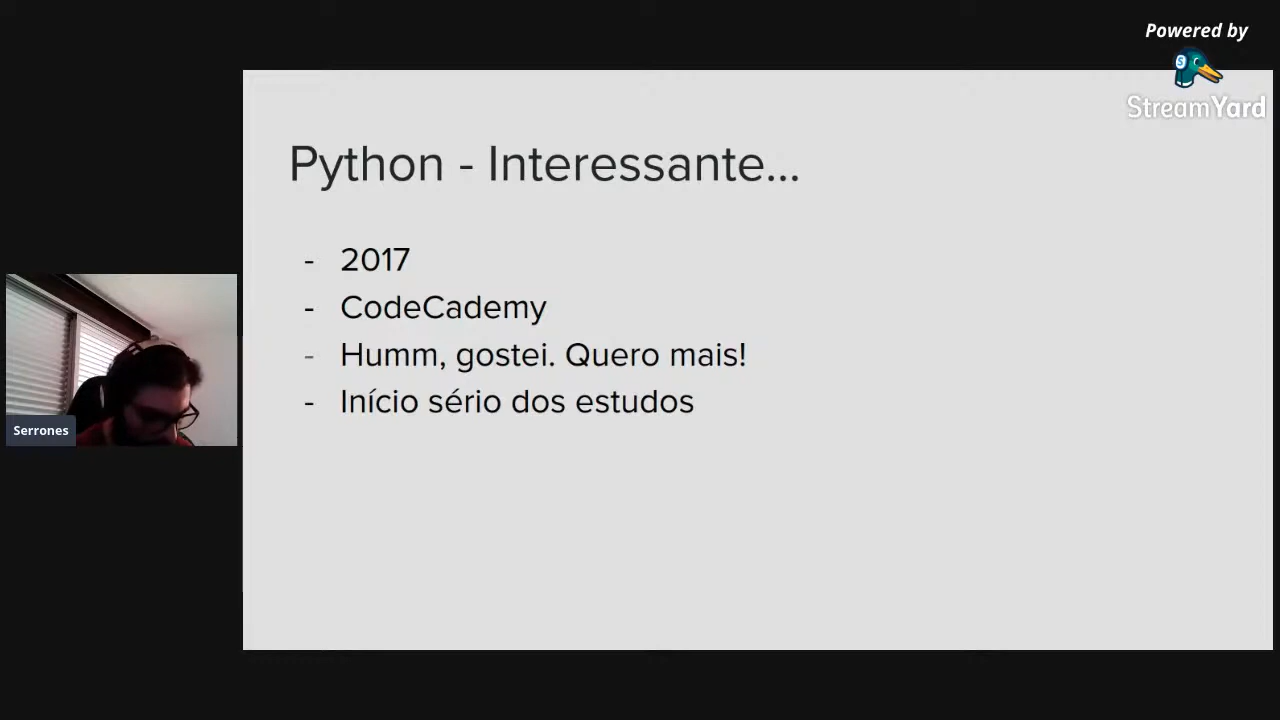 Powered by
StreamYard
Python - Interessante...
- 2017
- CodeCademy
- Humm, gostei. Quero mais!
- Início sério dos estudos
Serrones